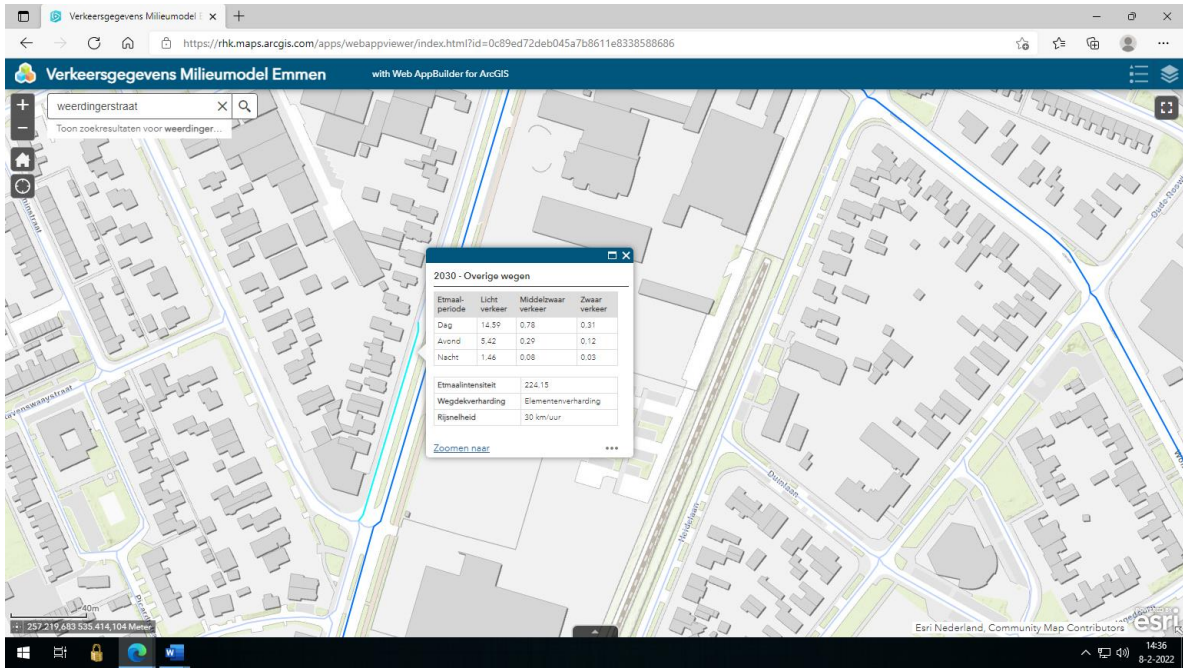 Verkeersgegevens Milieumodel E
https://rhk.maps.arcgis.com/apps/webappviewer/index.html?id=0c89ed72deb045a7b8611e8338588686
Verkeersgegevens Milieumodel Emmen with Web AppBuilder for ArcGIS
weerdingerstraat
Toon zoekresultaten voor weerdinger...
2030 - Overige wegen
Etmaal-periode Licht verkeer Middelzwaar verkeer Zwaar verkeer
Dag 14.59 0.78 0.31
Avond 5.42 0.29 0.12
Nacht 1.46 0.08 0.03
Etmaalintensiteit 224.15
Wegdekverharding Elementenverharding
Rijsnelheid 30 km/uur
Zoomen naar
Duinlaan
Heidelaan
40m
257.219,683 535.414,104 Meter
Esri Nederland, Community Map Contributors
POWERED BY
esri
14:36
8-2-2022